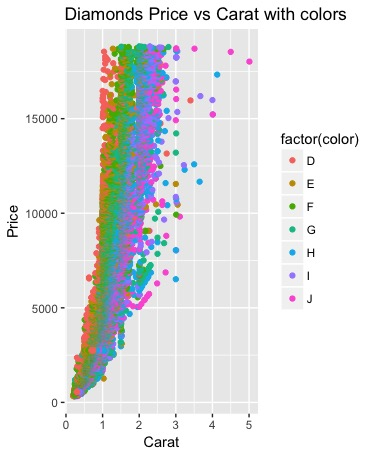 Diamonds Price vs Carat with colors
Price
15000
10000
5000
0
0 1 2 3 4 5
Carat
factor(color)
D
E
F
G
H
I
J